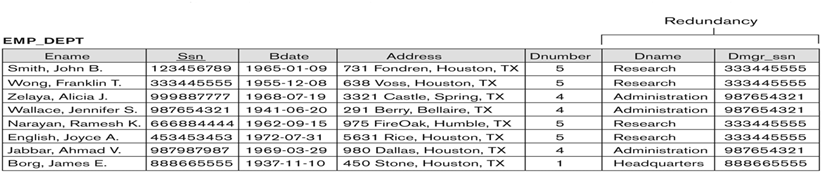 Redundancy
EMP_DEPT
Ename Ssn Bdate Address Dnumber Dname Dmgr_ssn
Smith, John B. 123456789 1965-01-09 731 Fondren, Houston, TX 5 Research 333445555
Wong, Franklin T. 333445555 1955-12-08 638 Voss, Houston, TX 5 Research 333445555
Zelaya, Alicia J. 999887777 1968-07-19 3321 Castle, Spring, TX 4 Administration 987654321
Wallace, Jennifer S. 987654321 1941-06-20 291 Berry, Bellaire, TX 4 Administration 987654321
Narayan, Ramesh K. 666884444 1962-09-15 975 FireOak, Humble, TX 5 Research 333445555
English, Joyce A. 453453453 1972-07-31 5631 Rice, Houston, TX 5 Research 333445555
Jabbar, Ahmad V. 987987987 1969-03-29 980 Dallas, Houston, TX 4 Administration 987654321
Borg, James E. 888665555 1937-11-10 450 Stone, Houston, TX 1 Headquarters 888665555